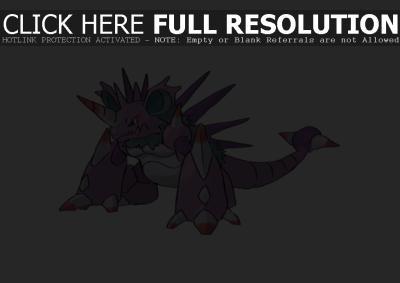 CLICK HERE FULL RESOLUTION
HOTLINK PROTECTION ACTIVATED - NOTE: Empty or Blank Referrals are not Allowed